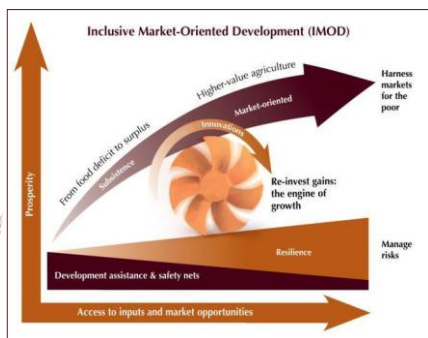 Inclusive Market-Oriented Development (IMOD)
Higher-value agriculture
From food deficit to surplus
Market-oriented
Subsistence
Innovations
Harness
markets
for the
poor
Prosperity
Re-invest gains:
the engine of
growth
Resilience
Manage
risks
Development assistance & safety nets
Access to inputs and market opportunities